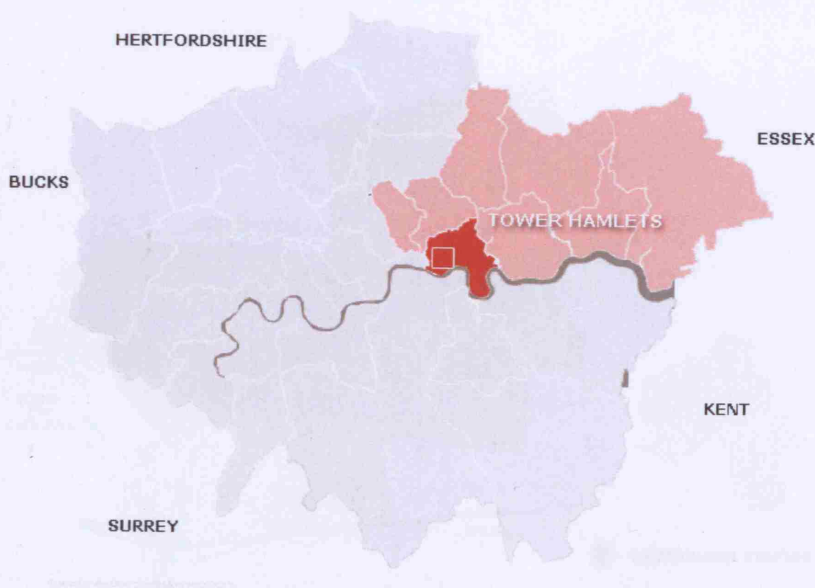 HERTFORDSHIRE
ESSEX
BUCKS
TOWER HAMLETS
KENT
SURREY